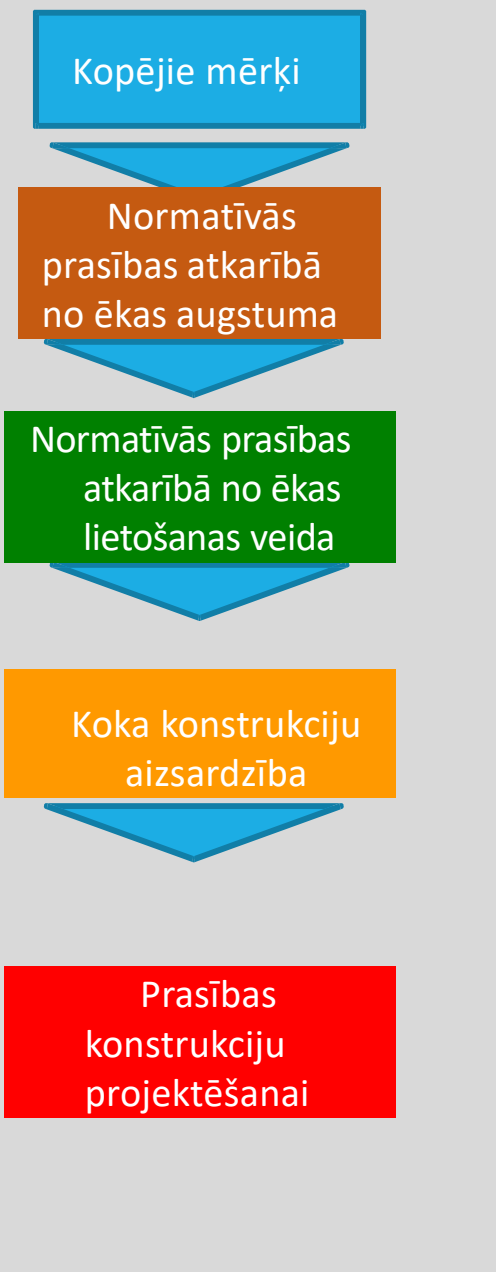 Kopējie mērķi
Normatīvās
prasības atkarībā
no ēkas augstuma
Normatīvās prasības
atkarībā no ēkas
lietošanas veida
Koka konstrukciju
aizsardzība
Prasības
konstrukciju
projektēšanai